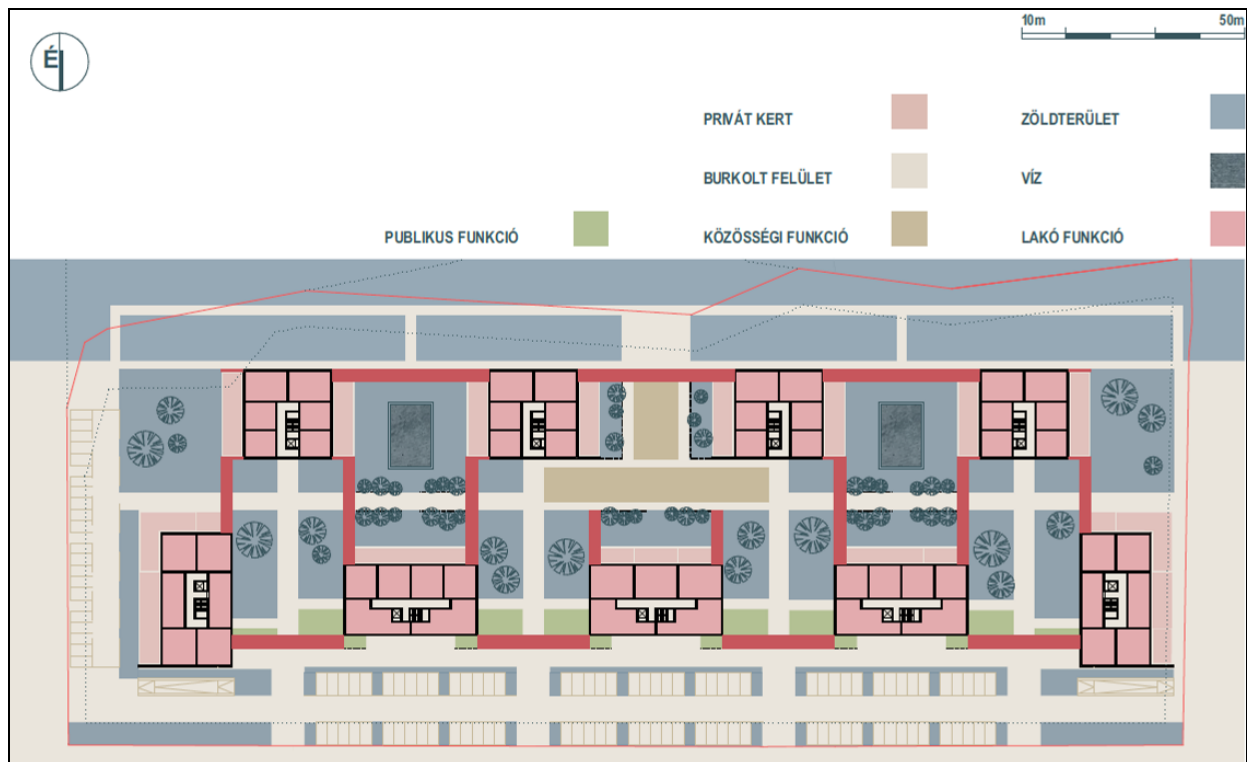 10m 50m
É
PRIVÁT KERT ZÖLDTERÜLET
BURKOLT FELÜLET VÍZ
PUBLIKUS FUNKCIÓ KÖZÖSSÉGI FUNKCIÓ LAKÓ FUNKCIÓ